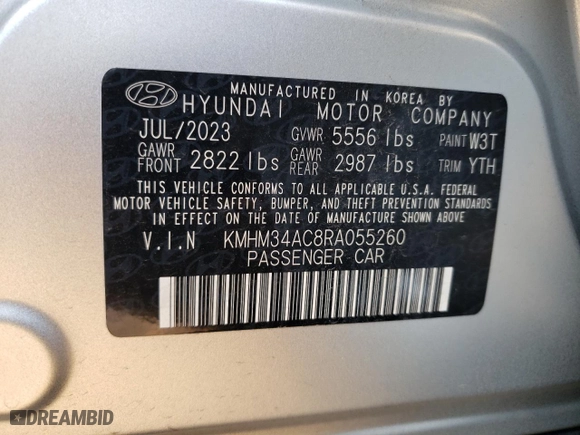 MANUFACTURED IN KOREA BY
HYUNDAI MOTOR COMPANY
JUL/2023 GVWR 5556 lbs PAINT W3T
GAWR FRONT 2822 lbs GAWR REAR 2987 lbs TRIM YTH
THIS VEHICLE CONFORMS TO ALL APPLICABLE U.S.A. FEDERAL
MOTOR VEHICLE SAFETY, BUMPER, AND THEFT PREVENTION STANDARDS
IN EFFECT ON THE DATE OF MANUFACTURE SHOWN ABOVE.
V.I.N KMHM34AC8RA055260
PASSENGER CAR
DREAMBID